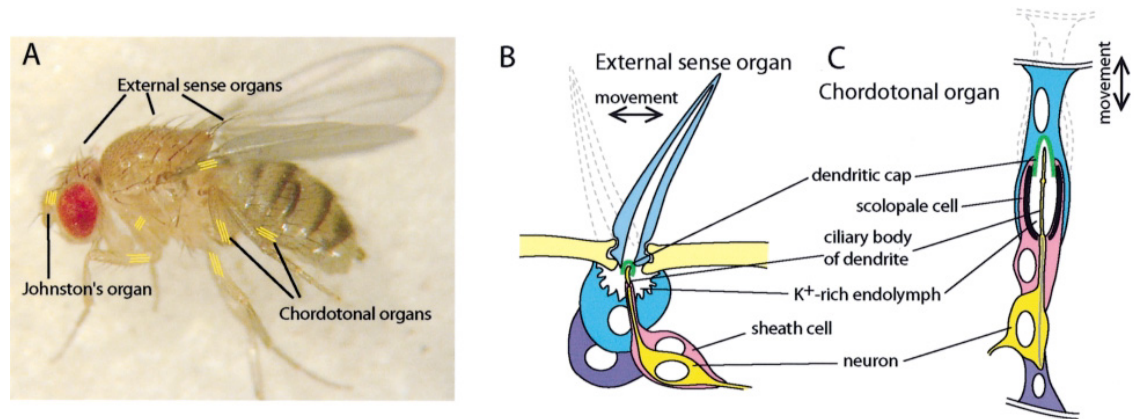 A
External sense organs
Johnston's organ
Chordotonal organs
B
External sense organ
movement
C
Chordotonal organ
movement
dendritic cap
scolopale cell
ciliary body
of dendrite
K+-rich endolymph
sheath cell
neuron